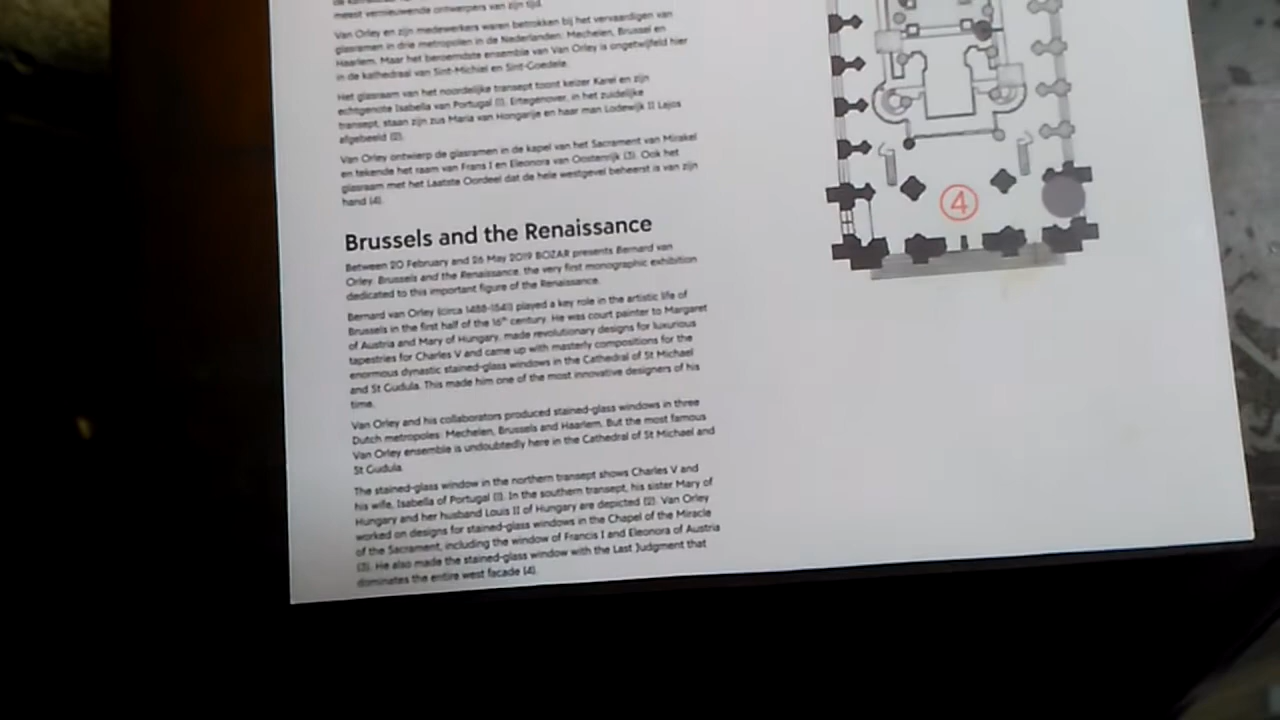 meest vernieuwende ontwerpers van zijn tijd.
Van Orley en zijn medewerkers waren betrokken bij het vervaardigen van
glasramen in drie metropolen in de Nederlanden: Mechelen, Brussel en
Haarlem. Maar het beroemdste ensemble van Van Orley is ongetwijfeld hier
in de kathedraal van Sint-Michiel en Sint-Goedele.
Het glasraam van het noordelijke transept toont keizer Karel en zijn
echtgenote Isabella van Portugal (1). Ertegenover, in het zuidelijke
transept, staan zijn zus Maria van Hongarije en haar man Lodewijk II Lajos
afgebeeld (2).
Van Orley ontwierp de glasramen in de kapel van het Sacrament van Mirakel
en tekende het raam van Frans I en Eleonora van Oostenrijk (3). Ook het
glasraam met het Laatste Oordeel dat de hele westgevel beheerst is van zijn
hand (4).
Brussels and the Renaissance
Between 20 February and 26 May 2019 BOZAR presents Bernard van
Orley. Brussels and the Renaissance, the very first monographic exhibition
dedicated to this important figure of the Renaissance.
Bernard van Orley (circa 1488-1541) played a key role in the artistic life of
Brussels in the first half of the 16th century. He was court painter to Margaret
of Austria and Mary of Hungary, made revolutionary designs for luxurious
tapestries for Charles V and came up with masterly compositions for the
enormous dynastic stained-glass windows in the Cathedral of St Michael
and St Gudula. This made him one of the most innovative designers of his
time.
Van Orley and his collaborators produced stained-glass windows in three
Dutch metropoles: Mechelen, Brussels and Haarlem. But the most famous
Van Orley ensemble is undoubtedly here in the Cathedral of St Michael and
St Gudula.
The stained-glass window in the northern transept shows Charles V and
his wife, Isabella of Portugal (1). In the southern transept, his sister Mary of
Hungary and her husband Louis II of Hungary are depicted (2). Van Orley
worked on designs for stained-glass windows in the Chapel of the Miracle
of the Sacrament, including the window of Francis I and Eleonora of Austria
(3). He also made the stained-glass window with the Last Judgment that
dominates the entire west facade (4).
4